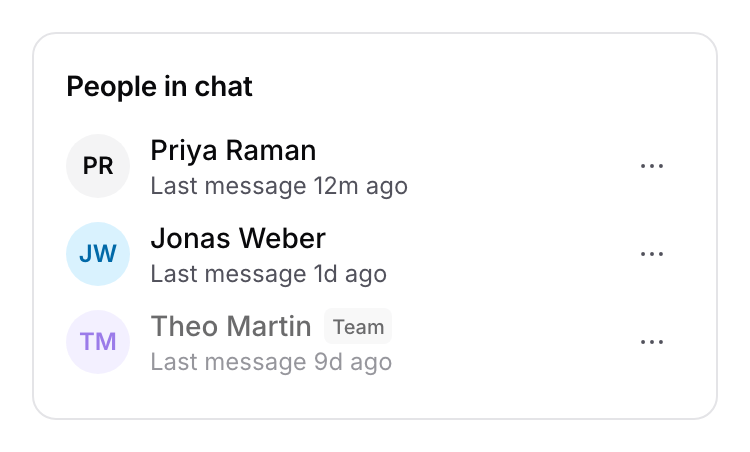 People in chat
PR
Priya Raman
Last message 12m ago
JW
Jonas Weber
Last message 1d ago
TM
Theo Martin Team
Last message 9d ago